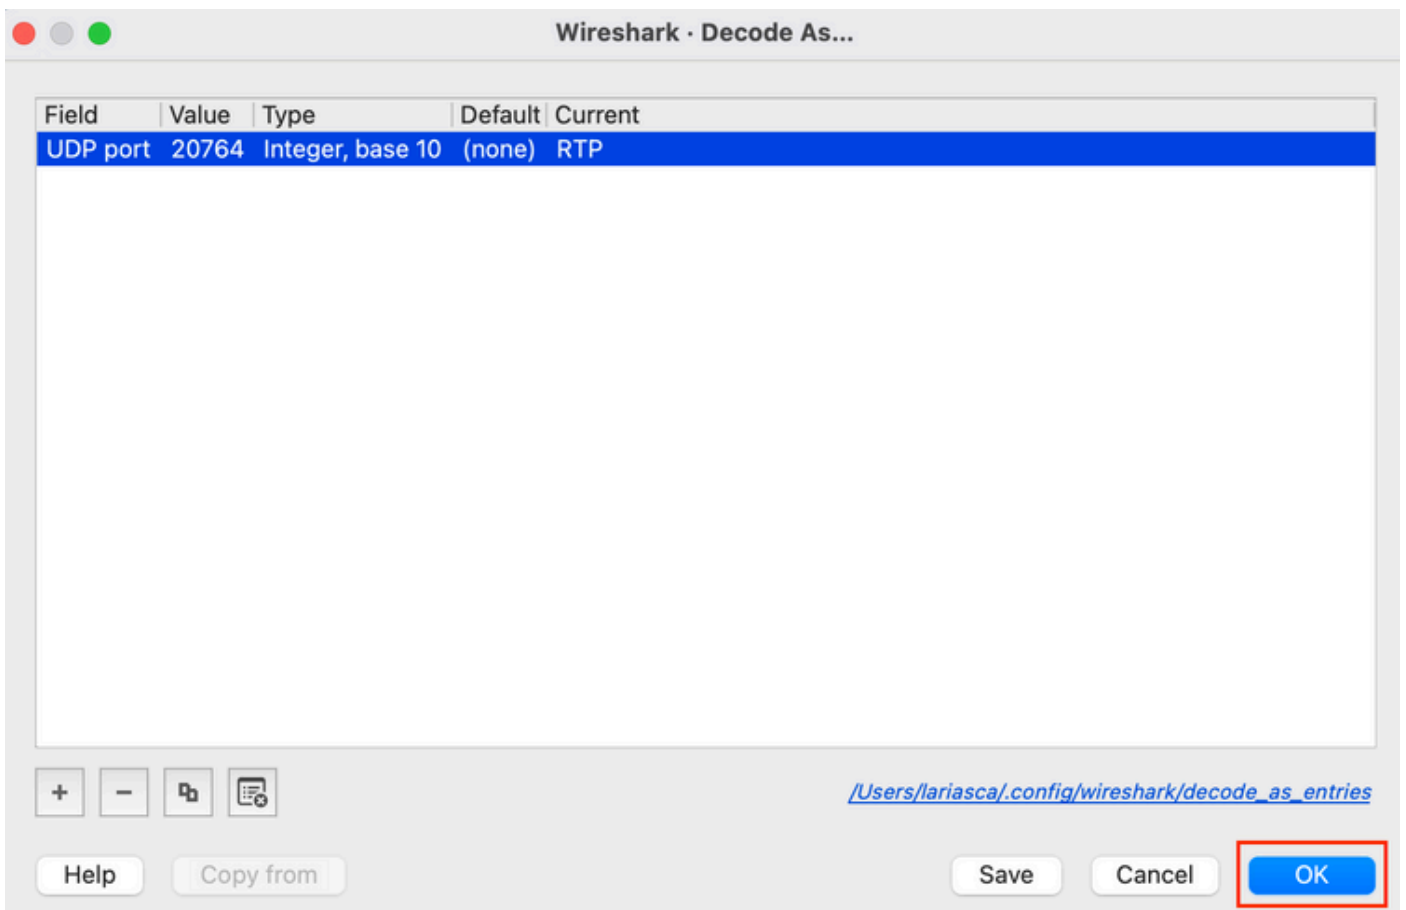 Wireshark · Decode As...
Field Value Type Default Current
UDP port 20764 Integer, base 10 (none) RTP
/Users/lariasca/.config/wireshark/decode_as_entries
Help Copy from Save Cancel OK